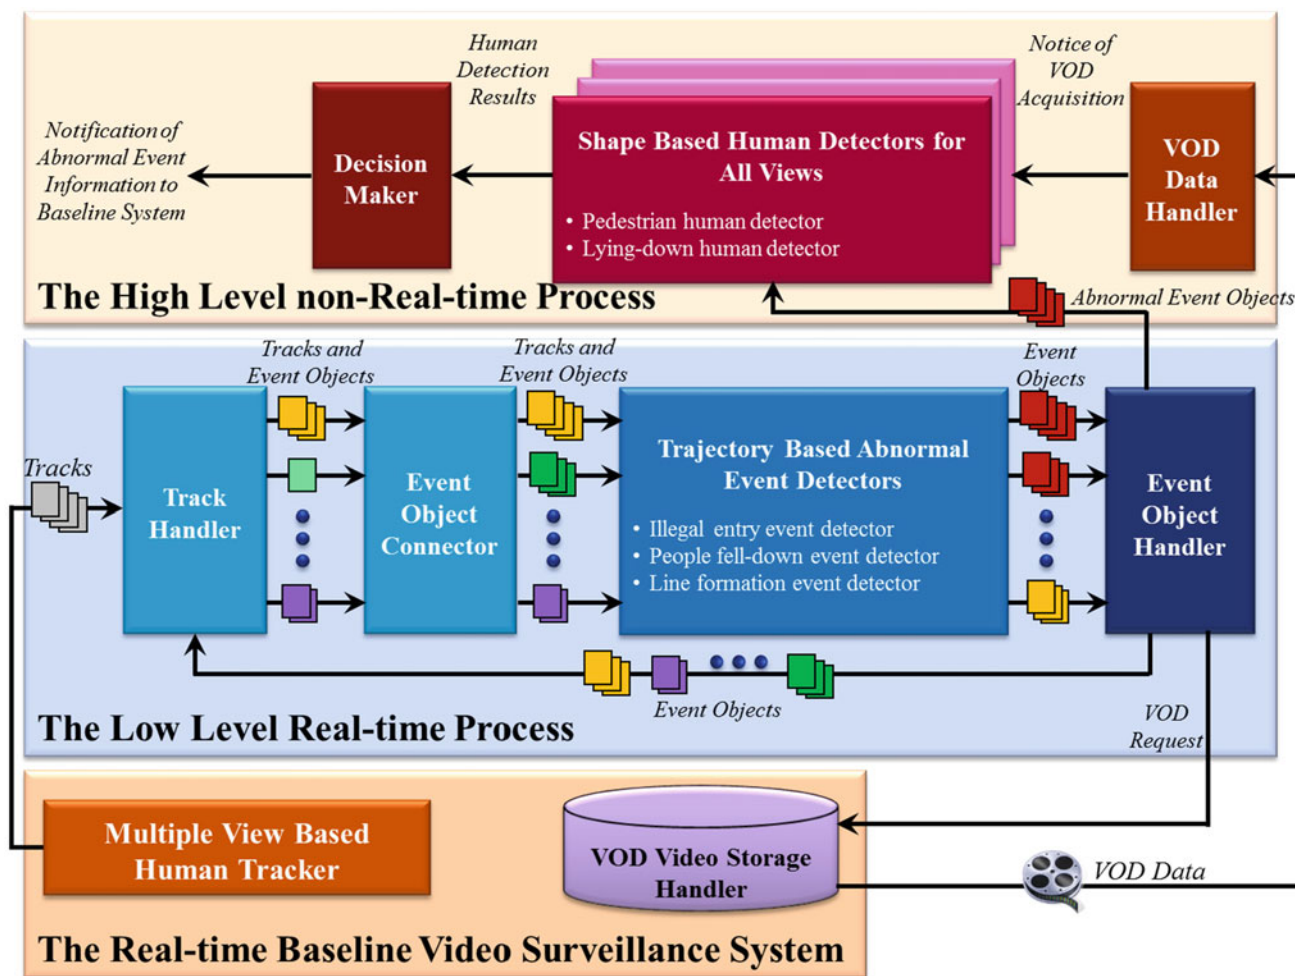 Notification of
Abnormal Event
Information to
Baseline System
Decision
Maker
Human
Detection
Results
Shape Based Human Detectors for
All Views
• Pedestrian human detector
• Lying-down human detector
Notice of
VOD
Acquisition
VOD
Data
Handler
The High Level non-Real-time Process
Abnormal Event Objects
Tracks
Track
Handler
Tracks and
Event Objects
Event
Object
Connector
Tracks and
Event Objects
Trajectory Based Abnormal
Event Detectors
• Illegal entry event detector
• People fell-down event detector
• Line formation event detector
Event
Objects
Event
Object
Handler
Event Objects
The Low Level Real-time Process
VOD
Request
Multiple View Based
Human Tracker
VOD Video Storage
Handler
VOD Data
The Real-time Baseline Video Surveillance System